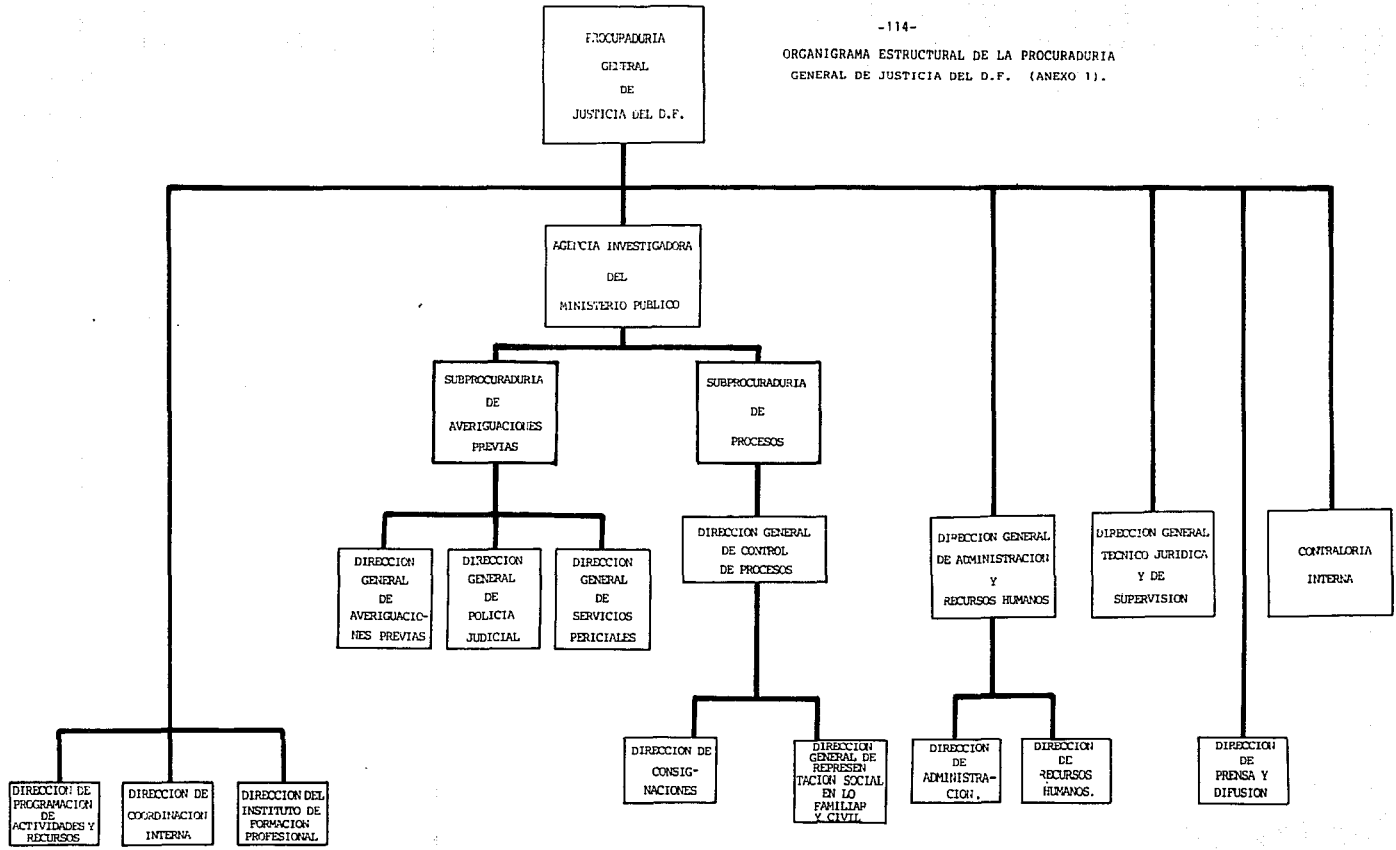 -114-
ORGANIGRAMA ESTRUCTURAL DE LA PROCURADURIA
GENERAL DE JUSTICIA DEL D.F. (ANEXO 1).
PROCUPADURIA
GENERAL
DE
JUSTICIA DEL D.F.
AGENCIA INVESTIGADORA
DEL
MINISTERIO PUBLICO
SUBPROCURADURIA
DE
AVERIGUACIONES
PREVIAS
SUBPROCURADURIA
DE
PROCESOS
DIRECCION
GENERAL
DE
AVERIGUACIO-
NES PREVIAS
DIRECCION
GENERAL
DE
POLICIA
JUDICIAL
DIRECCION
GENERAL
DE
SERVICIOS
PERICIALES
DIRECCION GENERAL
DE CONTROL
DE PROCESOS
DIRECCION GENERAL
DE ADMINISTRACION
Y
RECURSOS HUMANOS
DIRECCION GENERAL
TECNICO JURIDICA
Y DE
SUPERVISION
CONTRALORIA
INTERNA
DIRECCION DE
PROGRAMACION
DE
ACTIVIDADES Y
RECURSOS
DIRECCION DE
COORDINACION
INTERNA
DIRECCION DEL
INSTITUTO DE
FORMACION
PROFESIONAL
DIRECCION DE
CONSIG-
NACIONES
DIRECCION
GENERAL DE
REPRESEN
TACION SOCIAL
EN LO
FAMILIAR
Y CIVIL
DIRECCION
DE
ADMINISTRA-
CION.
DIRECCION
DE
RECURSOS
HUMANOS.
DIRECCION
DE
PRENSA Y
DIFUSION